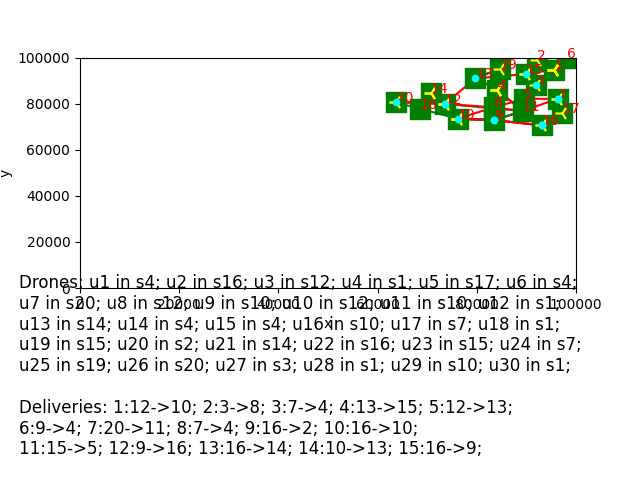 100000
80000
60000
40000
20000
0
y
20000 40000 60000 80000 100000
x
Drones: u1 in s4; u2 in s16; u3 in s12; u4 in s1; u5 in s17; u6 in s4;
u7 in s20; u8 in s12; u9 in s10; u10 in s12; u11 in s18; u12 in s1;
u13 in s14; u14 in s4; u15 in s4; u16 in s10; u17 in s7; u18 in s1;
u19 in s15; u20 in s2; u21 in s14; u22 in s16; u23 in s15; u24 in s7;
u25 in s19; u26 in s20; u27 in s3; u28 in s1; u29 in s10; u30 in s1;
Deliveries: 1:12->10; 2:3->8; 3:7->4; 4:13->15; 5:12->13;
6:9->4; 7:20->11; 8:7->4; 9:16->2; 10:16->10;
11:15->5; 12:9->16; 13:16->14; 14:10->13; 15:16->9;